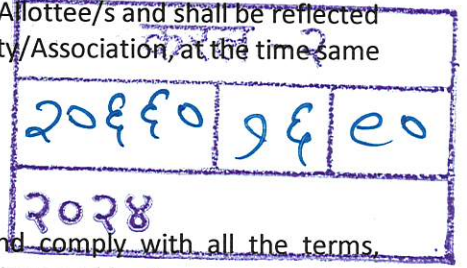 Allottee/s and shall be reflected
ty/Association, at the time same
२०६६० १६ ९०
२०२४
nd comply with all the terms,